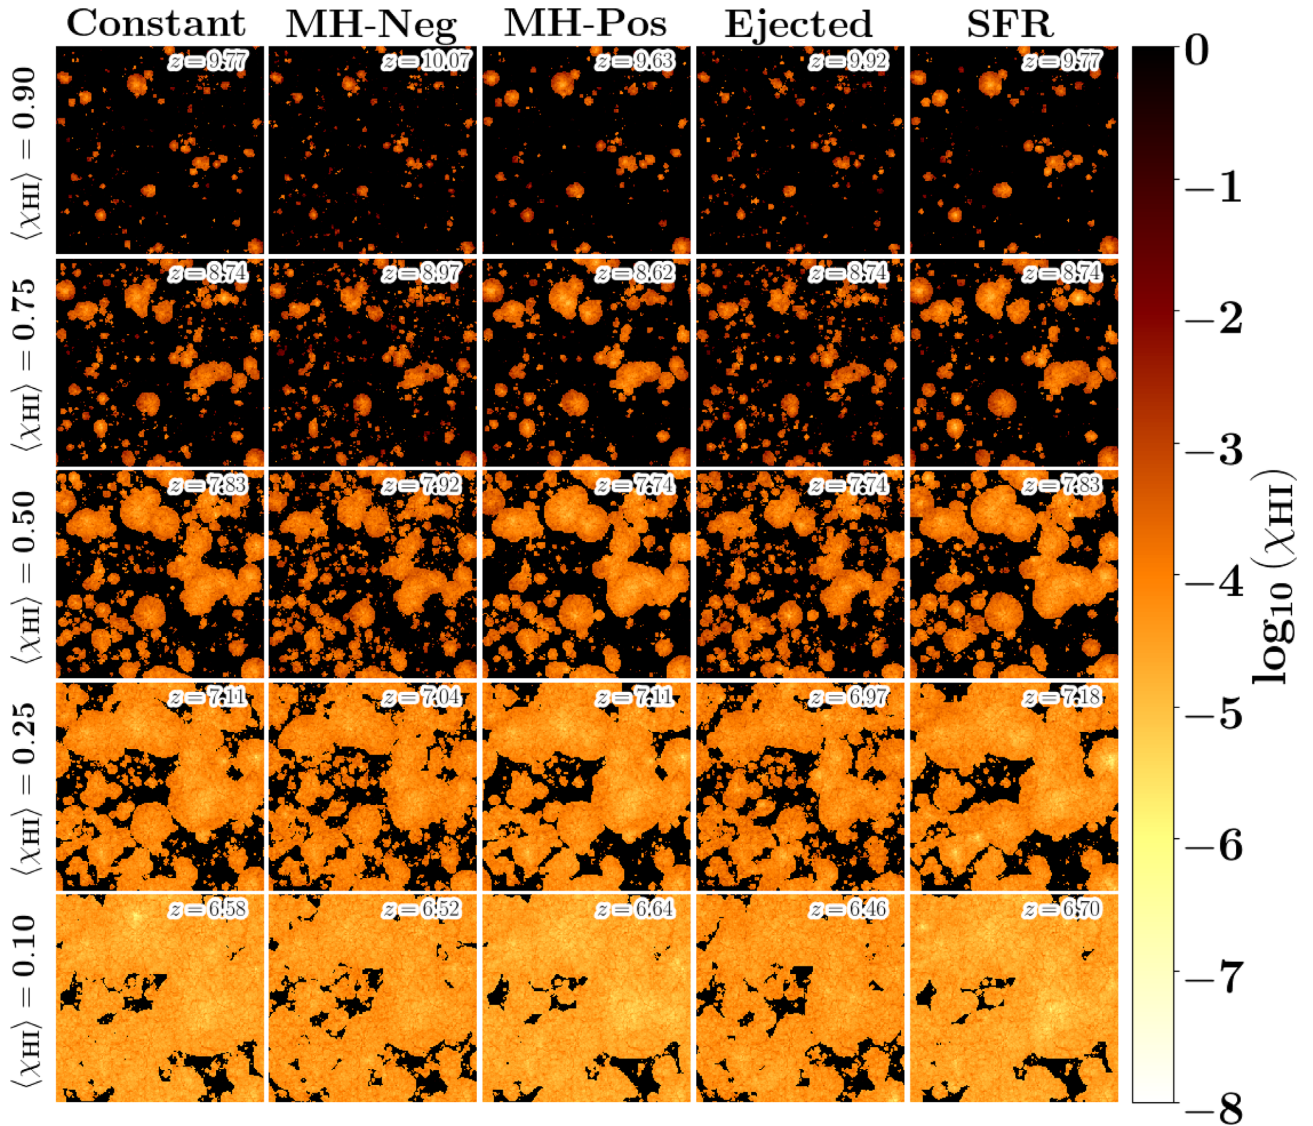 Constant MH-Neg MH-Pos Ejected SFR
⟨χHI⟩ = 0.90
z = 9.77 z = 10.07 z = 9.63 z = 9.92 z = 9.77
⟨χHI⟩ = 0.75
z = 8.74 z = 8.97 z = 8.62 z = 8.74 z = 8.74
⟨χHI⟩ = 0.50
z = 7.83 z = 7.92 z = 7.74 z = 7.74 z = 7.83
⟨χHI⟩ = 0.25
z = 7.11 z = 7.04 z = 7.11 z = 6.97 z = 7.18
⟨χHI⟩ = 0.10
z = 6.58 z = 6.52 z = 6.64 z = 6.46 z = 6.70
0
−1
−2
−3
−4
−5
−6
−7
−8
log10 (χHI)